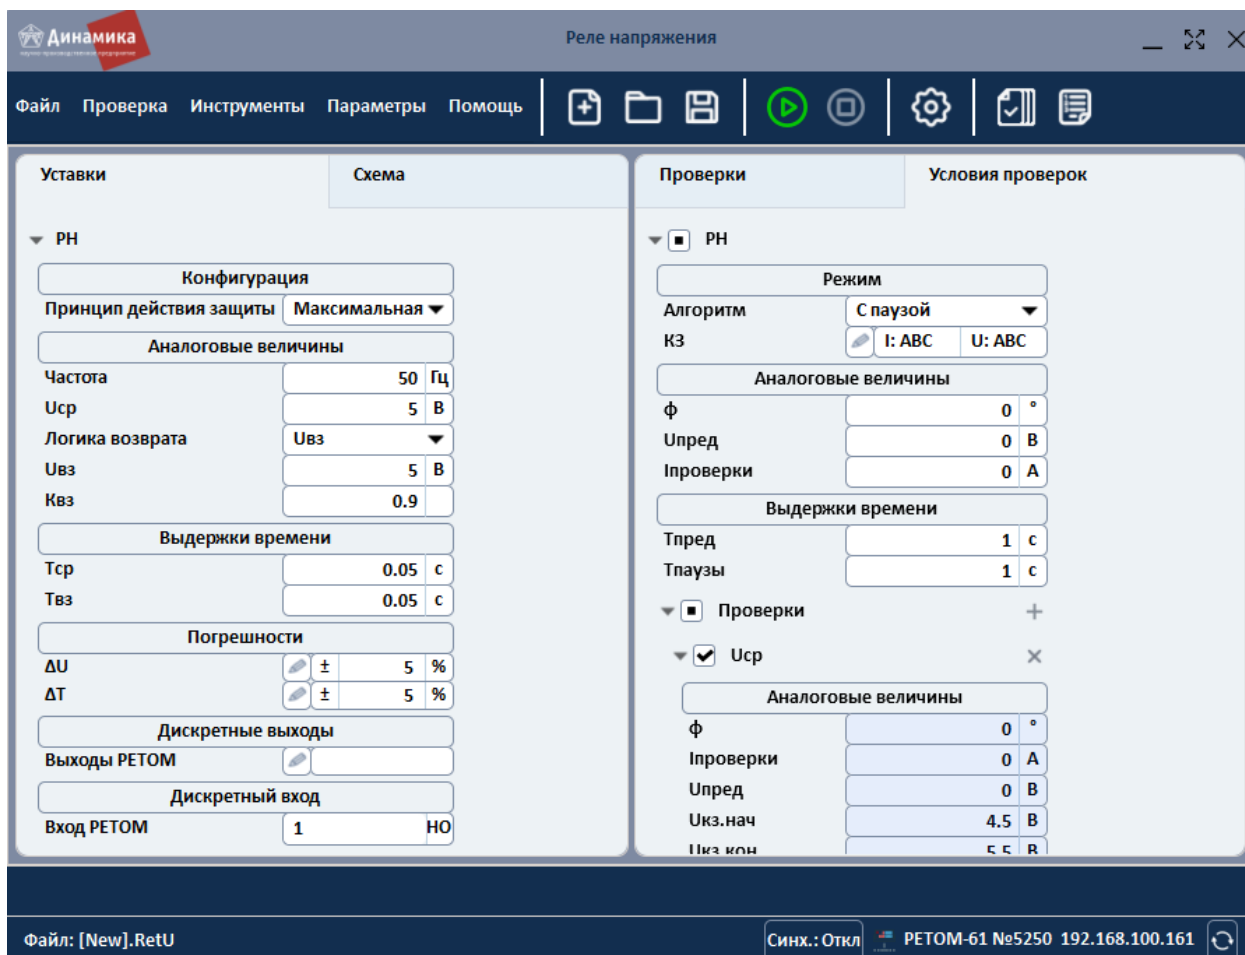 Динамика
Реле напряжения
Файл Проверка Инструменты Параметры Помощь
Уставки Схема
РН
Конфигурация
Принцип действия защиты Максимальная
Аналоговые величины
Частота 50 Гц
Uср 5 В
Логика возврата Uвз
Uвз 5 В
Kвз 0.9
Выдержки времени
Тср 0.05 с
Твз 0.05 с
Погрешности
ΔU ± 5 %
ΔT ± 5 %
Дискретные выходы
Выходы РЕТОМ
Дискретный вход
Вход РЕТОМ 1 НО
Проверки Условия проверок
РН
Режим
Алгоритм С паузой
КЗ I: ABC U: ABC
Аналоговые величины
ф 0 °
Uпред 0 В
Iпроверки 0 А
Выдержки времени
Тпред 1 с
Тпаузы 1 с
Проверки
Uср
Аналоговые величины
ф 0 °
Iпроверки 0 А
Uпред 0 В
Uкз.нач 4.5 В
Uкз.кон 5.5 В
Файл: [New].RetU
Синх.: Откл РЕТОМ-61 №5250 192.168.100.161